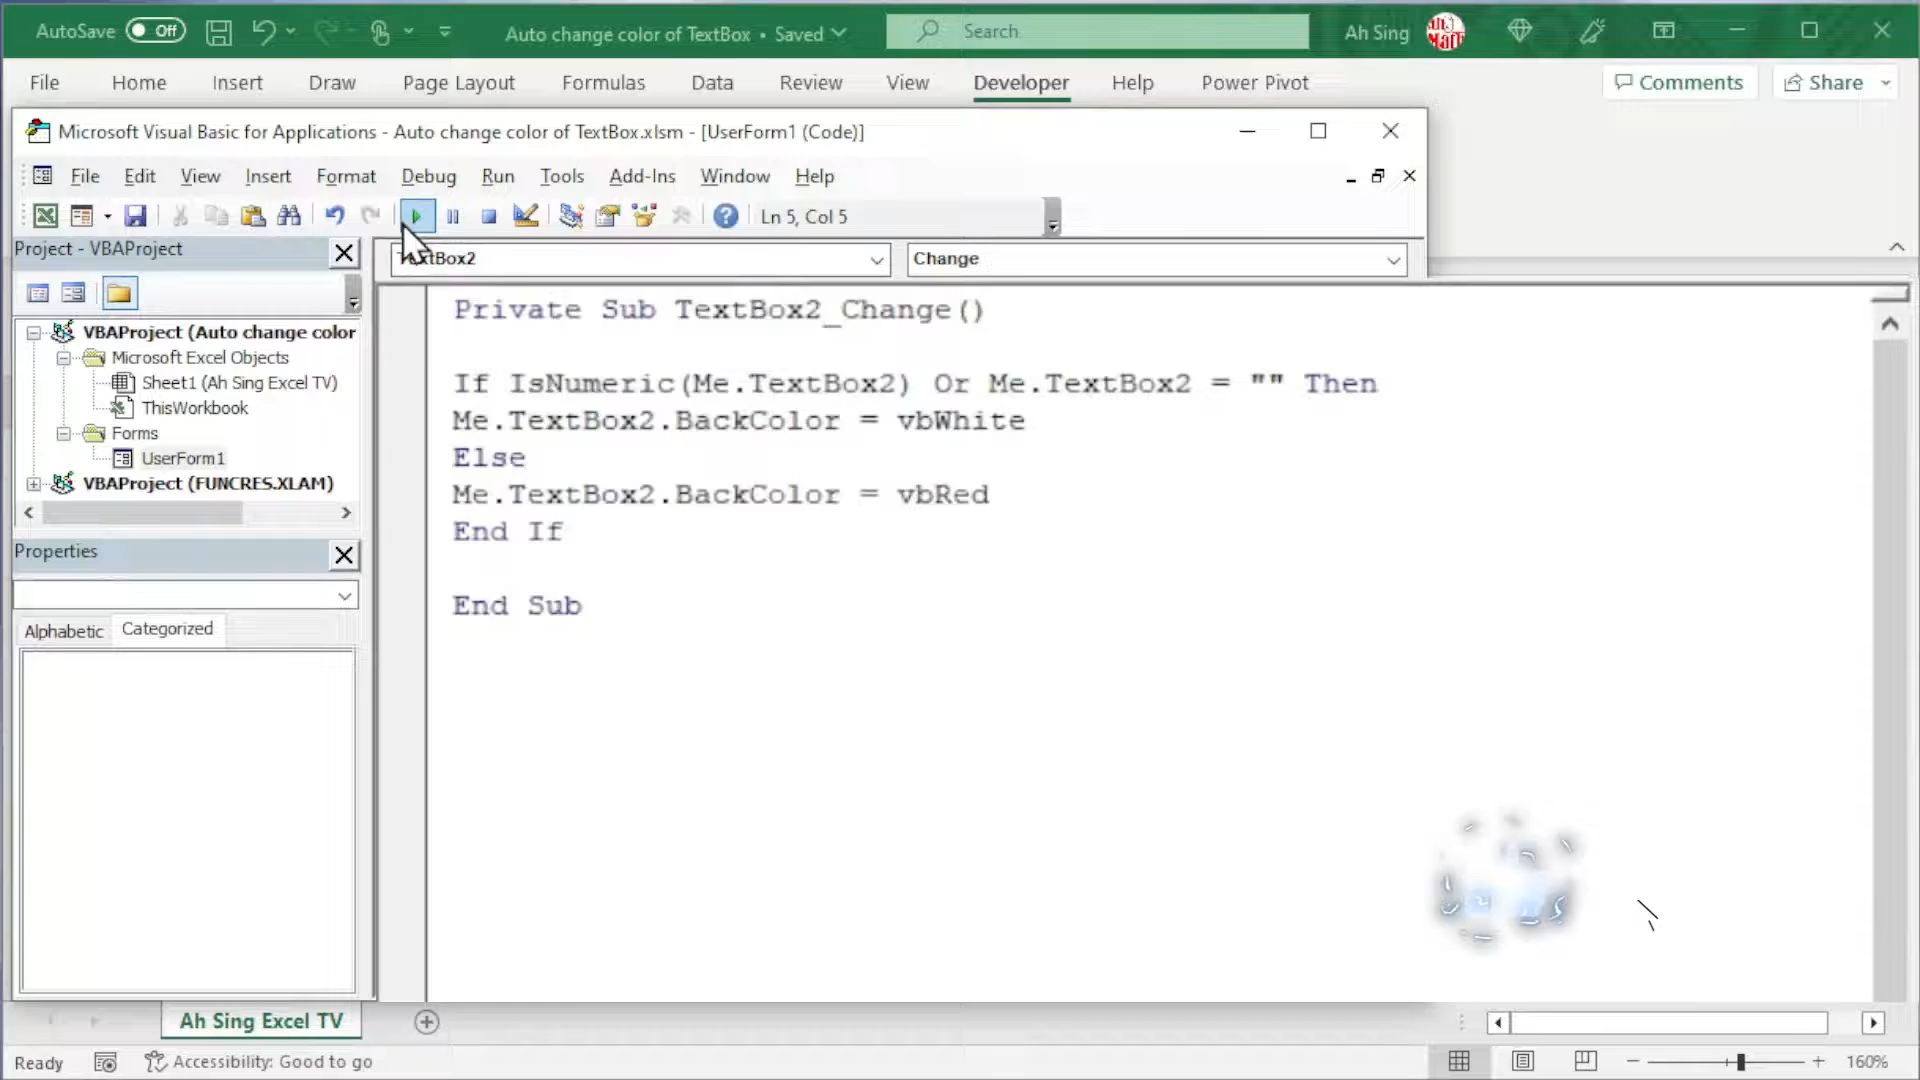 AutoSave Off Auto change color of TextBox • Saved Search Ah Sing
File Home Insert Draw Page Layout Formulas Data Review View Developer Help Power Pivot Comments Share
Microsoft Visual Basic for Applications - Auto change color of TextBox.xlsm - [UserForm1 (Code)]
File Edit View Insert Format Debug Run Tools Add-Ins Window Help
Ln 5, Col 5
Project - VBAProject
TextBox2 Change
VBAProject (Auto change color
Microsoft Excel Objects
Sheet1 (Ah Sing Excel TV)
ThisWorkbook
Forms
UserForm1
VBAProject (FUNCRES.XLAM)
Properties
Alphabetic Categorized
Private Sub TextBox2_Change()
If IsNumeric(Me.TextBox2) Or Me.TextBox2 = "" Then
Me.TextBox2.BackColor = vbWhite
Else
Me.TextBox2.BackColor = vbRed
End If
End Sub
Ah Sing Excel TV
Ready Accessibility: Good to go 160%